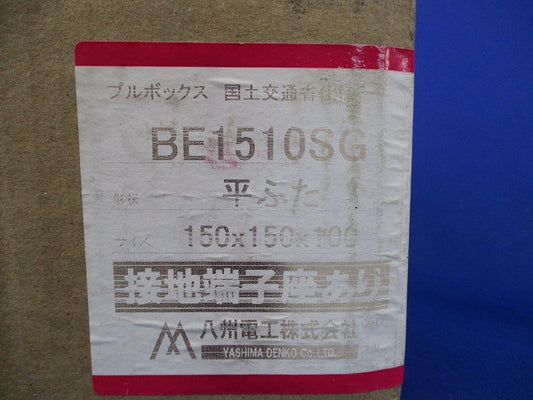 プルボックス 国土交通省仕様
BE1510SG
形状 平ふた
サイズ 150x150x100
接地端子座あり
八州電工株式会社
YASHIMA DENKO Co.LTD.